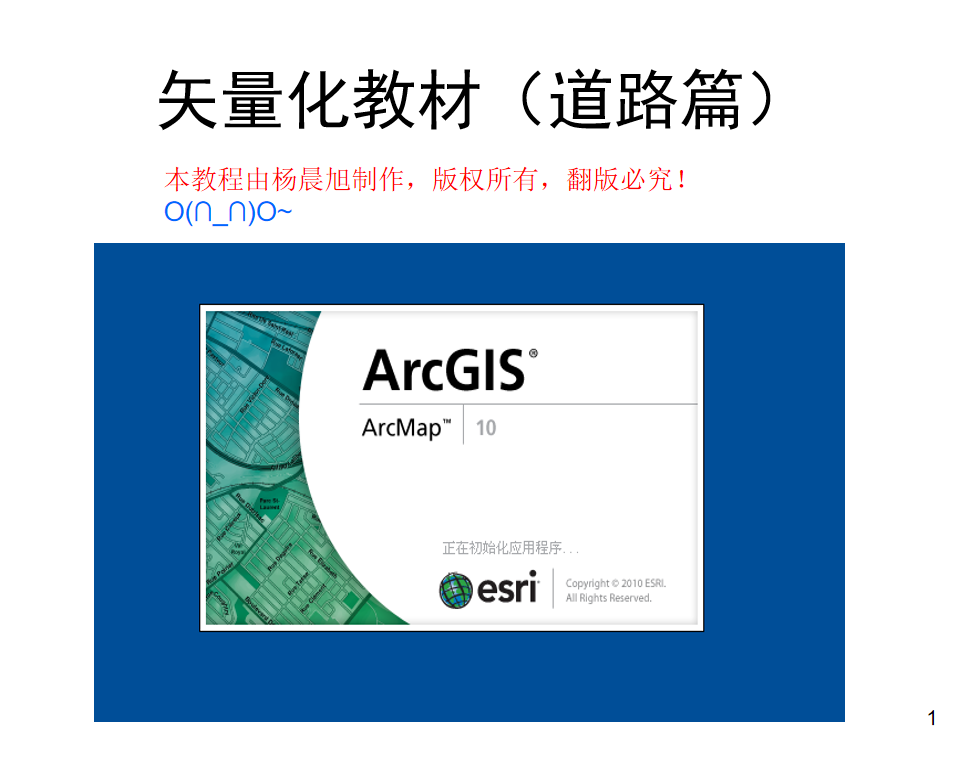 矢量化教材（道路篇）
本教程由杨晨旭制作，版权所有，翻版必究！
O(∩_∩)O~
ArcGIS®
ArcMap™ 10
正在初始化应用程序...
esri
Copyright © 2010 ESRI.
All Rights Reserved.
1